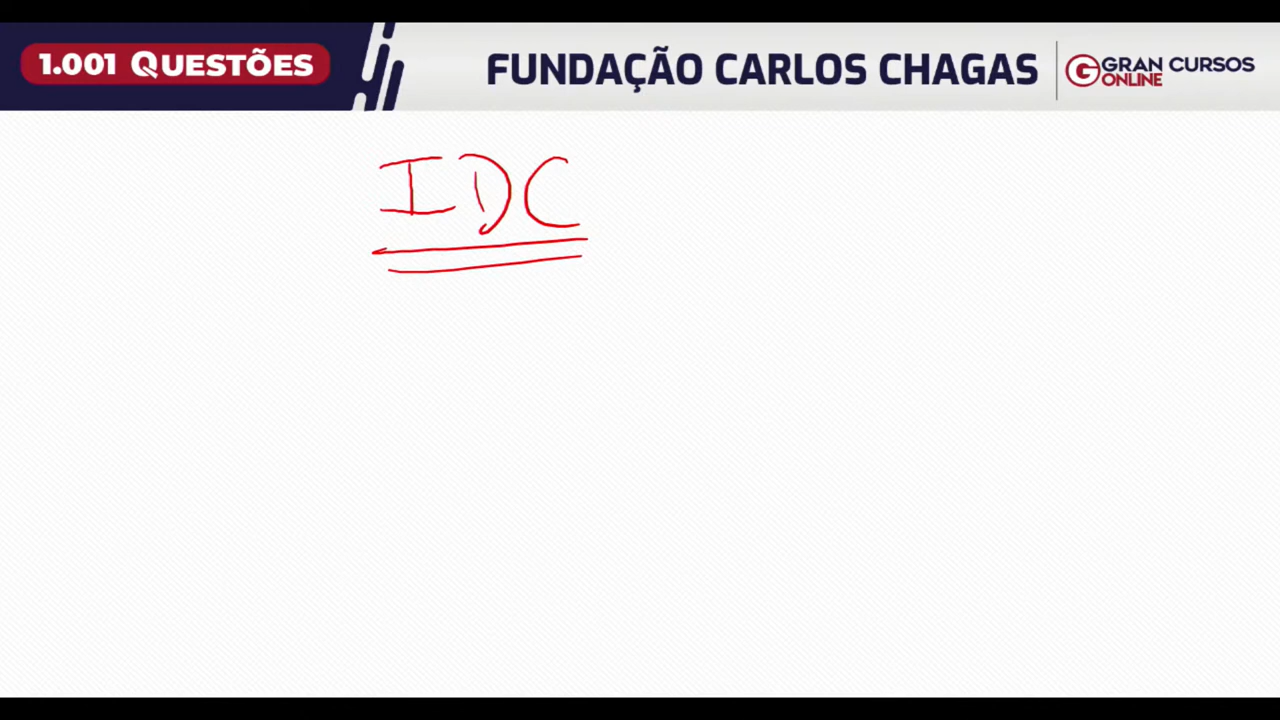 1.001 QUESTÕES
FUNDAÇÃO CARLOS CHAGAS
GRAN CURSOS
ONLINE
IDC